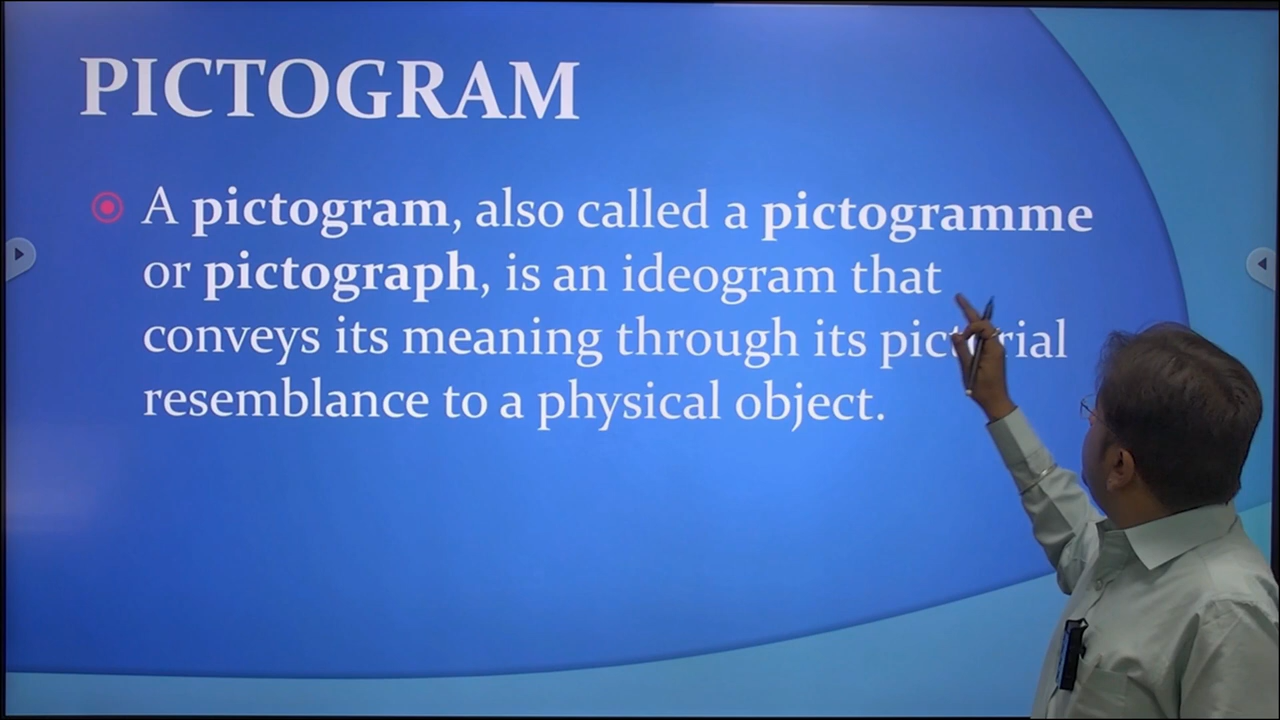 PICTOGRAM
A pictogram, also called a pictogramme
or pictograph, is an ideogram that
conveys its meaning through its pictorial
resemblance to a physical object.